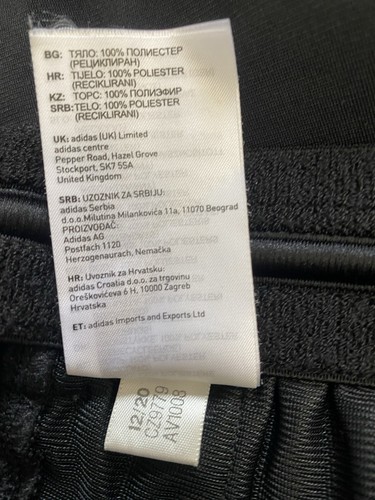 BG: ТЯЛО: 100% ПОЛИЕСТЕР
(РЕЦИКЛИРАН)
HR: TIJELO: 100% POLIESTER
(RECIKLIRANI)
KZ: ТОРС: 100% ПОЛИЭФИР
SRB: TELO: 100% POLIESTER
(RECIKLIRANI)
UK: adidas (UK) Limited
adidas centre
Pepper Road, Hazel Grove
Stockport, SK7 5SA
United Kingdom
SRB: UZOZNIK ZA SRBIJU:
adidas Serbia
d.o.o.Milutina Milankovića 11a, 11070 Beograd
PROIZVOĐAČ:
Adidas AG
Postfach 1120
Herzogenaurach, Nemačka
HR: Uvoznik za Hrvatsku:
adidas Croatia d.o.o. za trgovinu
Oreškovićeva 6 H, 10000 Zagreb
Hrvatska
ET: adidas Imports and Exports Ltd
12/20
CZ9779
AV1008